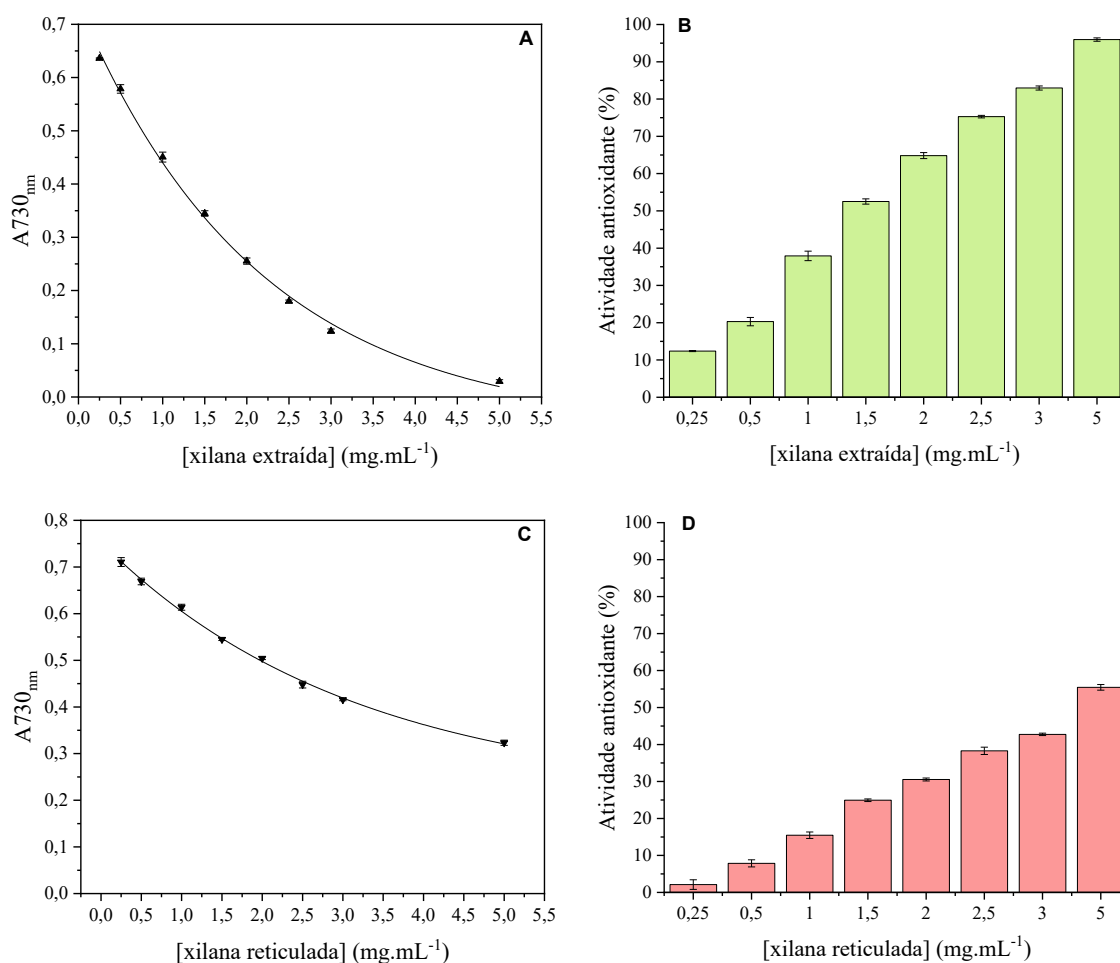 A
0,7
0,6
0,5
0,4
0,3
0,2
0,1
0,0
A730nm
0,0 0,5 1,0 1,5 2,0 2,5 3,0 3,5 4,0 4,5 5,0 5,5
[xilana extraída] (mg.mL-1)
B
100
90
80
70
60
50
40
30
20
10
0
Atividade antioxidante (%)
0,25 0,5 1 1,5 2 2,5 3 5
[xilana extraída] (mg.mL-1)
C
0,8
0,7
0,6
0,5
0,4
0,3
0,2
0,1
0,0
A730nm
0,0 0,5 1,0 1,5 2,0 2,5 3,0 3,5 4,0 4,5 5,0 5,5
[xilana reticulada] (mg.mL-1)
D
100
90
80
70
60
50
40
30
20
10
0
Atividade antioxidante (%)
0,25 0,5 1 1,5 2 2,5 3 5
[xilana reticulada] (mg.mL-1)